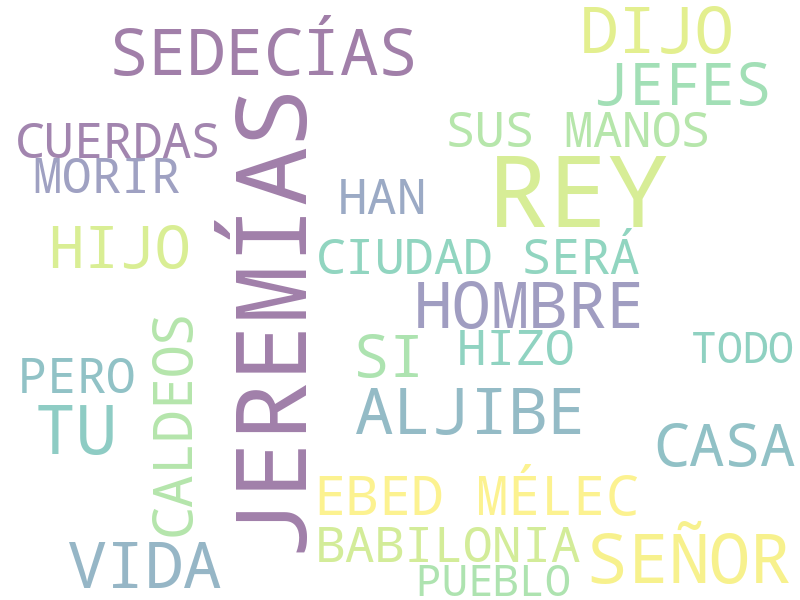 DIJO
SEDECÍAS
JEFES
CUERDAS
SUS MANOS
MORIR
REY
HAN
JEREMÍAS
HIJO
CIUDAD SERÁ
HOMBRE
CALDEOS
SI
HIZO
TODO
PERO
TU
ALJIBE
CASA
EBED MÉLEC
BABILONIA
SEÑOR
VIDA
PUEBLO